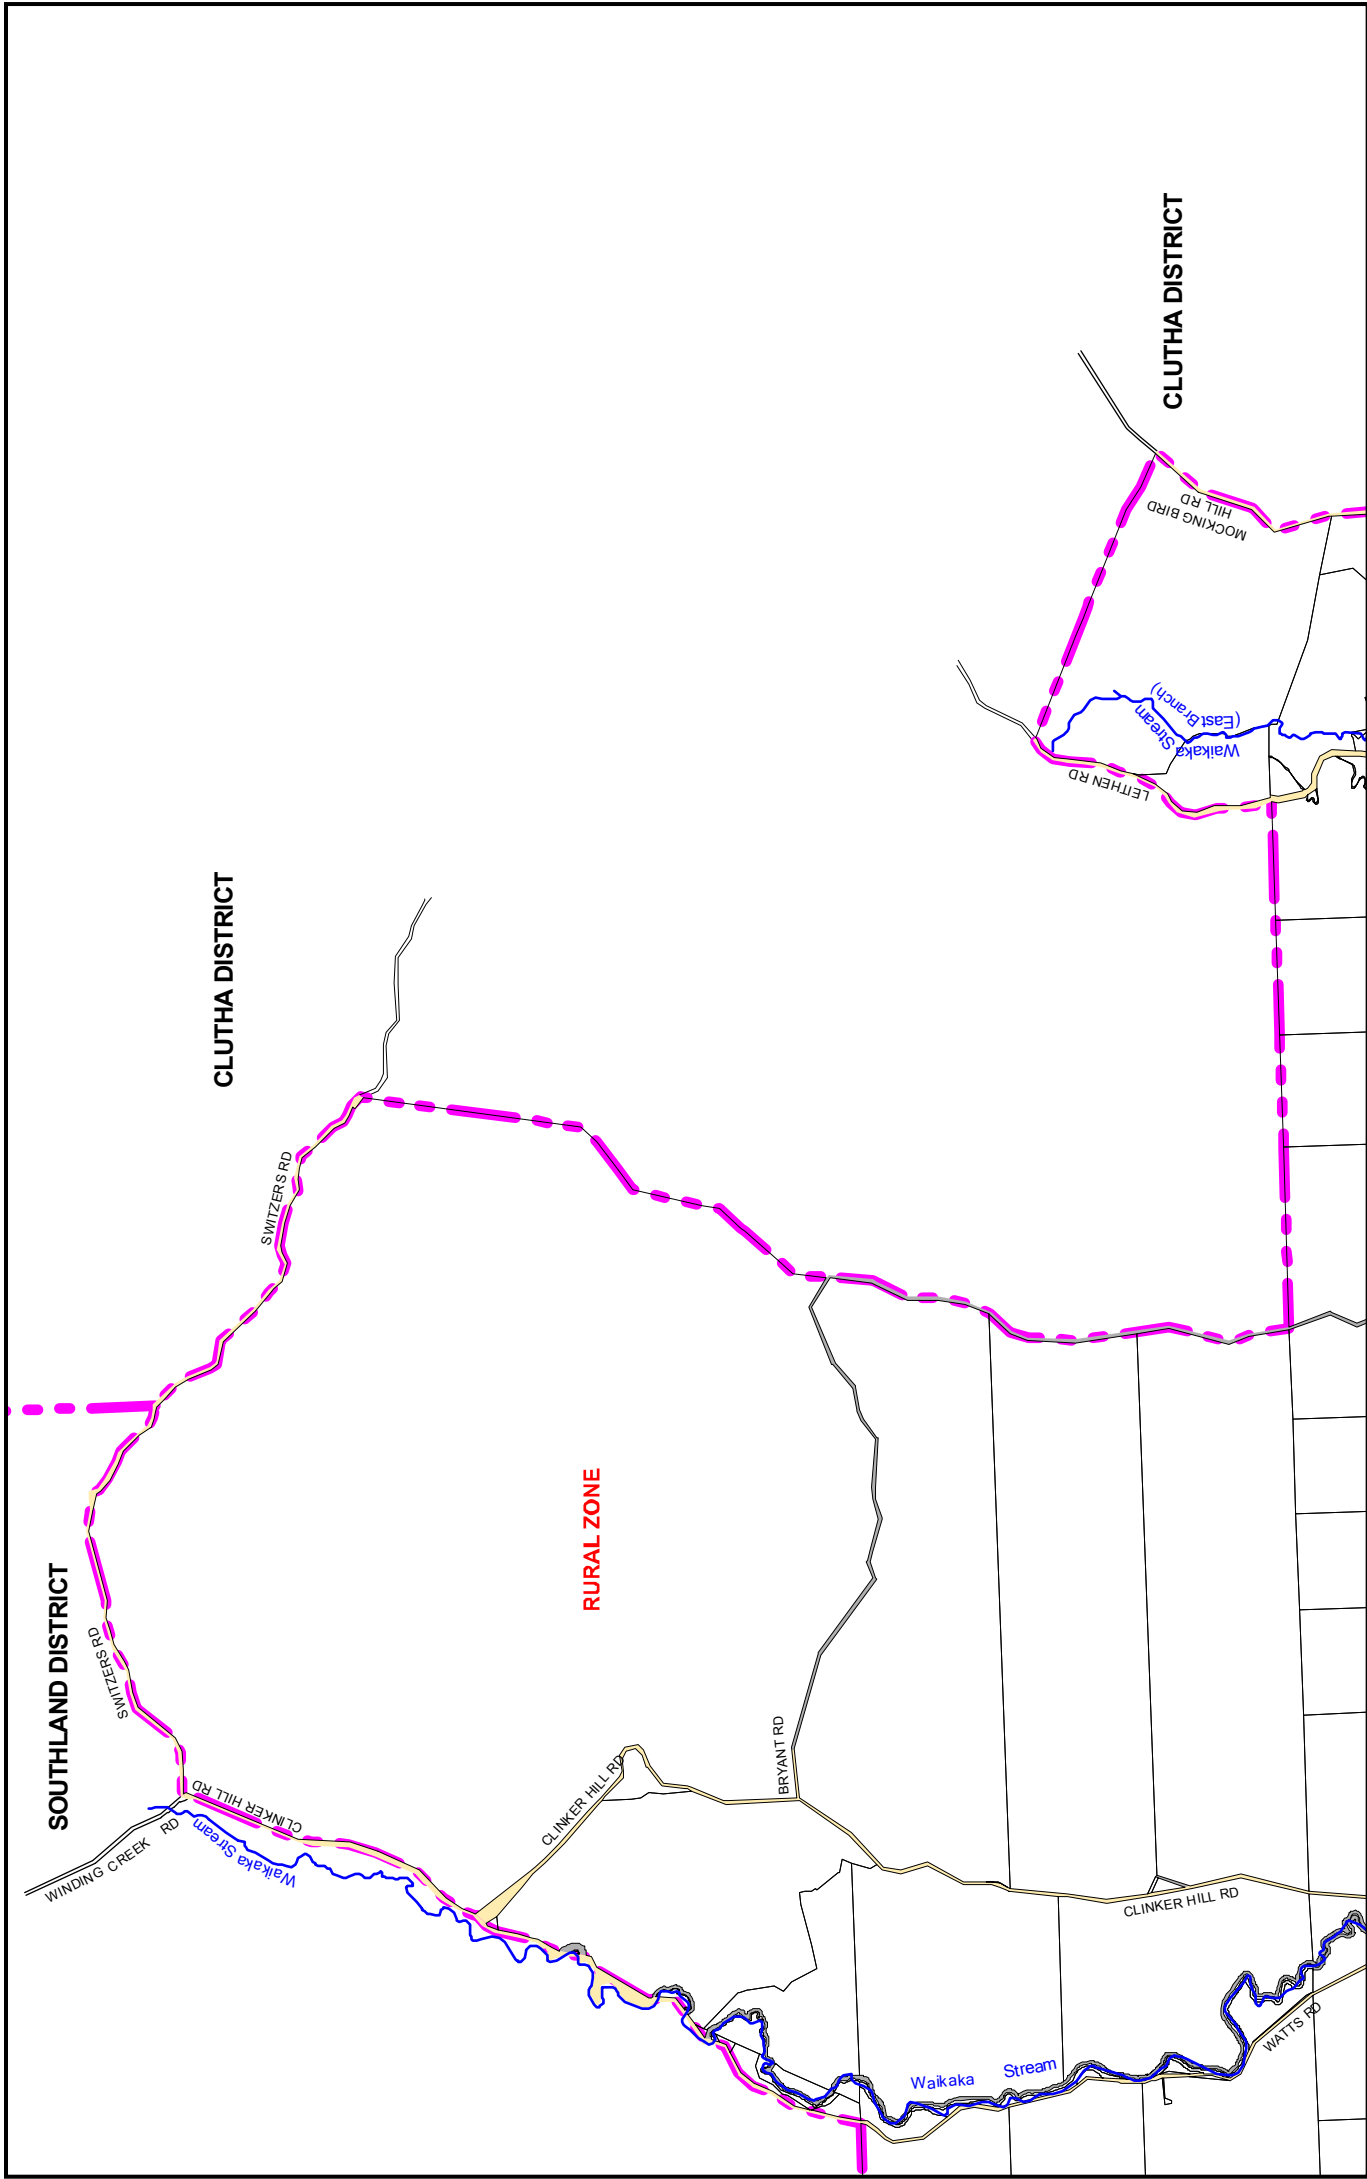 CLUTHA DISTRICT
MOCKING BIRD
HILL RD
Waikaka
Stream
(East Branch)
LEITHEN RD
CLUTHA DISTRICT
SWITZERS RD
RURAL ZONE
SOUTHLAND DISTRICT
SWITZERS RD
CLINKER HILL RD
WINDING CREEK RD
Waikaka Stream
CLINKER HILL RD
BRYANT RD
CLINKER HILL RD
WATTS RD
Waikaka Stream